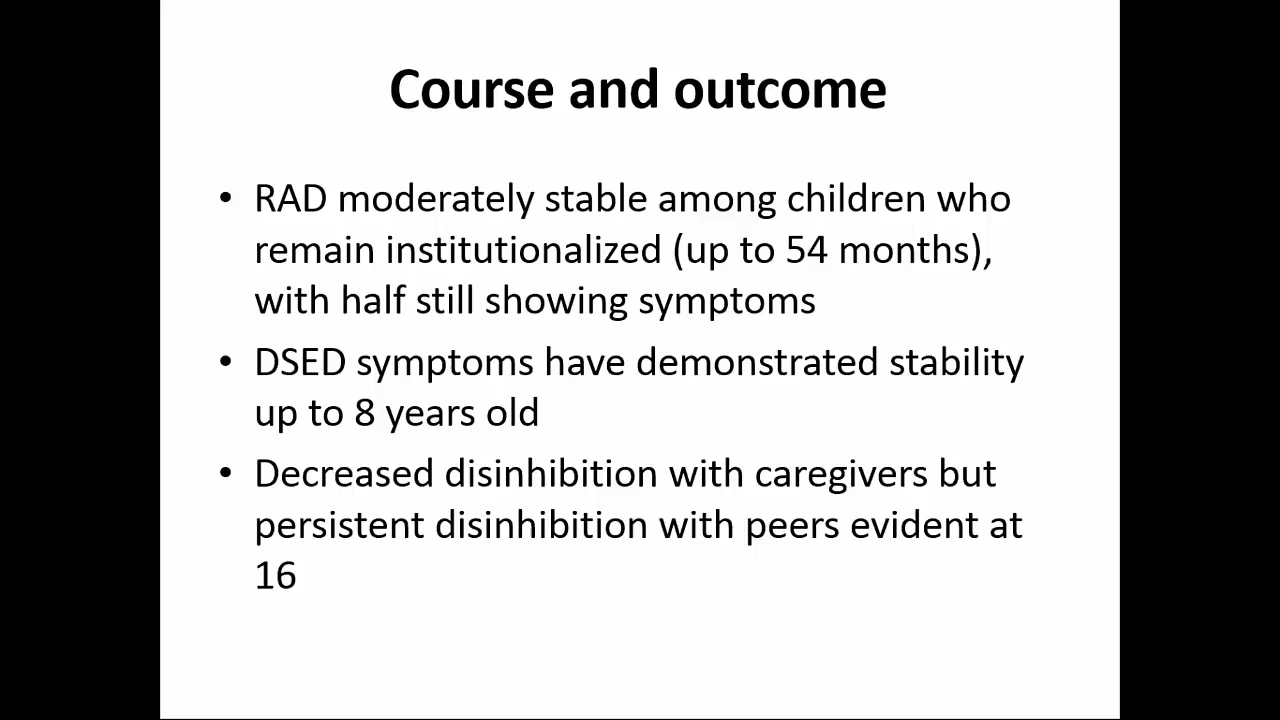 Course and outcome
• RAD moderately stable among children who
remain institutionalized (up to 54 months),
with half still showing symptoms
• DSED symptoms have demonstrated stability
up to 8 years old
• Decreased disinhibition with caregivers but
persistent disinhibition with peers evident at
16